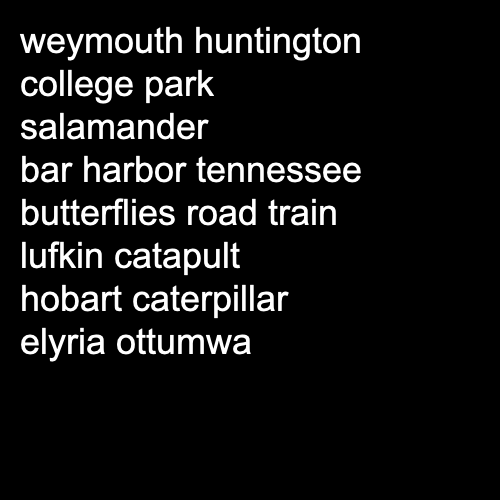 weymouth huntington
college park
salamander
bar harbor tennessee
butterflies road train
lufkin catapult
hobart caterpillar
elyria ottumwa